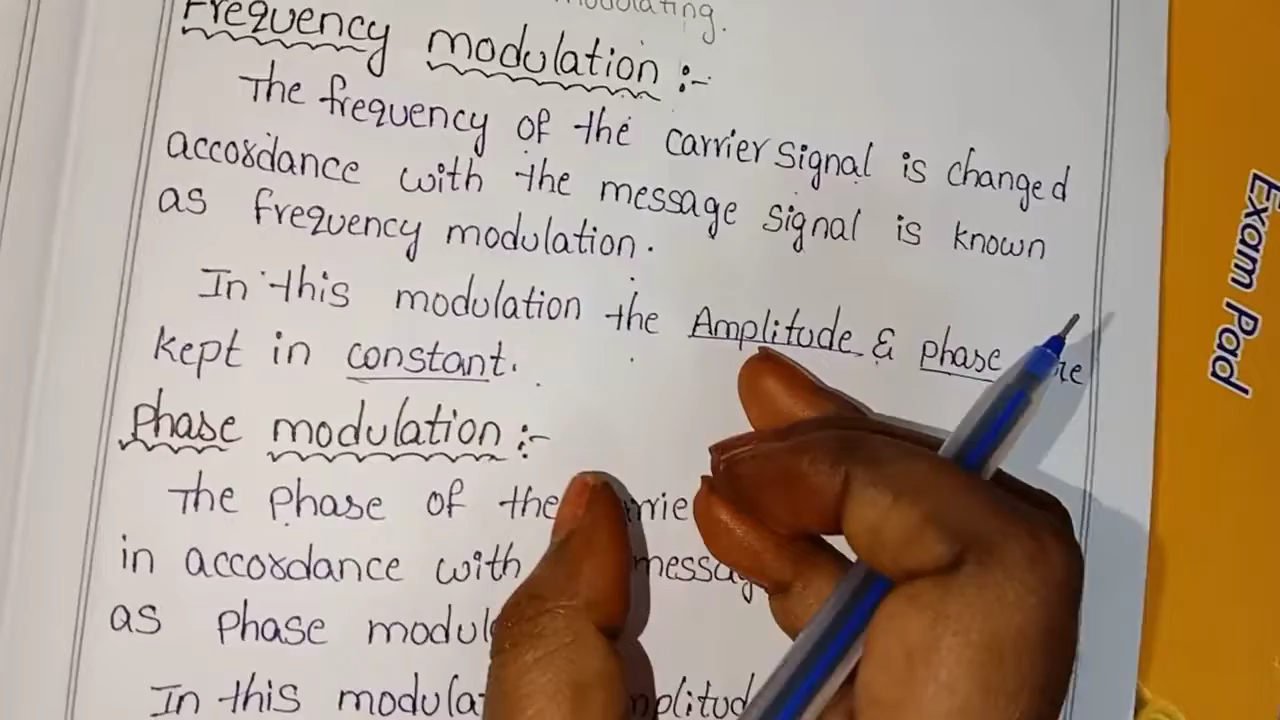 modulating.
Frequency modulation :-
The frequency of the carrier signal is changed
accordance with the message signal is known
as frequency modulation.
In this modulation the Amplitude & phase
kept in constant.
phase modulation :-
The phase of the
in accordance with
as phase
In this
Exam Pad